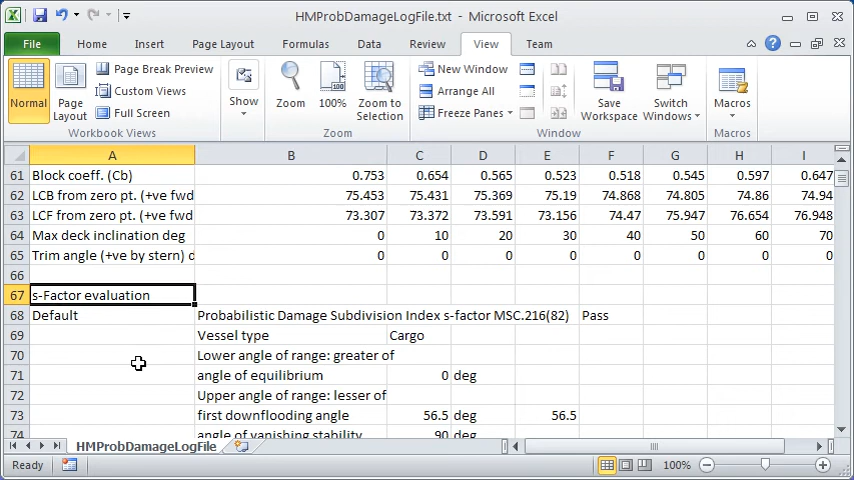 HMProbDamageLogFile.txt - Microsoft Excel
File Home Insert Page Layout Formulas Data Review View Team
Normal
Page Layout
Page Break Preview
Custom Views
Full Screen
Workbook Views
Show
Zoom
100%
Zoom to Selection
Zoom
New Window
Arrange All
Freeze Panes
Save Workspace
Switch Windows
Window
Macros
Macros
A B C D E F G H I
61 Block coeff. (Cb) 0.753 0.654 0.565 0.523 0.518 0.545 0.597 0.647
62 LCB from zero pt. (+ve fwd 75.453 75.431 75.369 75.19 74.868 74.805 74.86 74.94
63 LCF from zero pt. (+ve fwd 73.307 73.372 73.591 73.156 74.47 75.947 76.654 76.948
64 Max deck inclination deg 0 10 20 30 40 50 60 70
65 Trim angle (+ve by stern) d 0 0 0 0 0 0 0 0
66
67 s-Factor evaluation
68 Default Probabilistic Damage Subdivision Index s-factor MSC.216(82) Pass
69 Vessel type Cargo
70 Lower angle of range: greater of
71 angle of equilibrium 0 deg
72 Upper angle of range: lesser of
73 first downflooding angle 56.5 deg 56.5
74 angle of vanishing stability 90 deg
HMProbDamageLogFile
Ready 100%